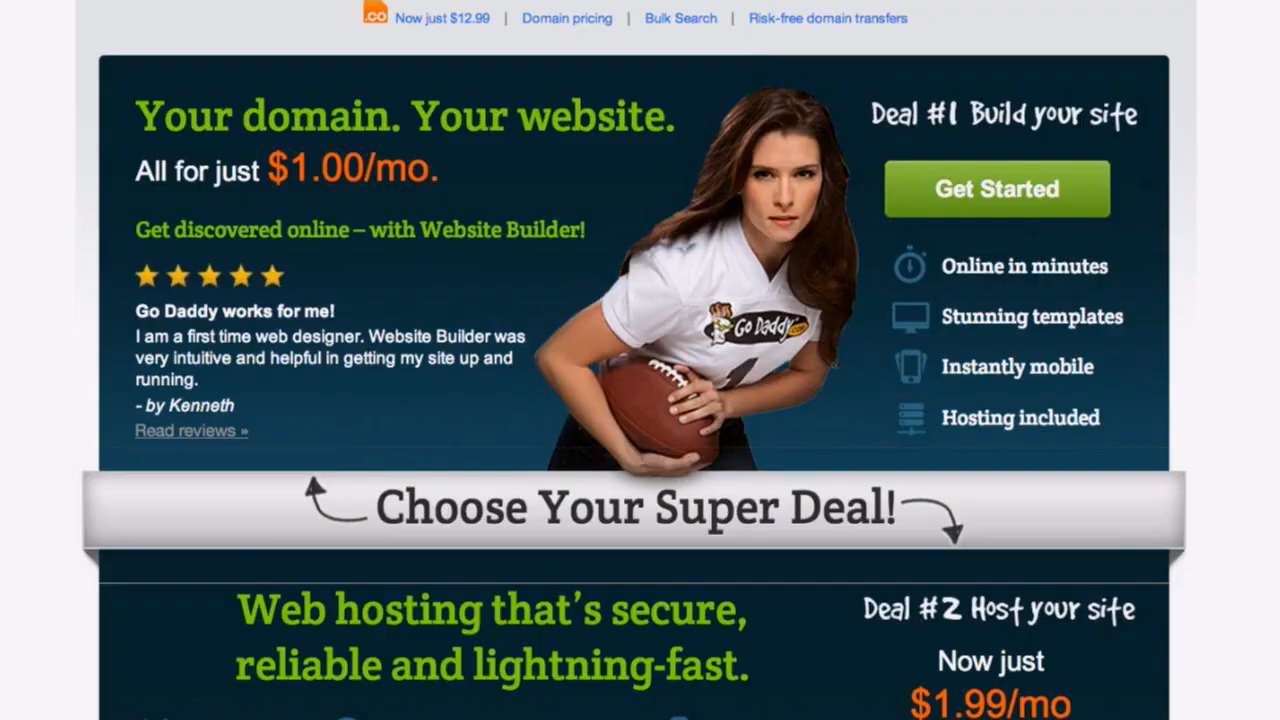 .co Now just $12.99 | Domain pricing | Bulk Search | Risk-free domain transfers
Your domain. Your website.
All for just $1.00/mo.
Get discovered online – with Website Builder!
Go Daddy works for me!
I am a first time web designer. Website Builder was
very intuitive and helpful in getting my site up and
running.
- by Kenneth
Read reviews »
Go Daddy
.COM
1
Deal #1 Build your site
Get Started
Online in minutes
Stunning templates
Instantly mobile
Hosting included
Choose Your Super Deal!
Web hosting that's secure,
reliable and lightning-fast.
Deal #2 Host your site
Now just
$1.99/mo